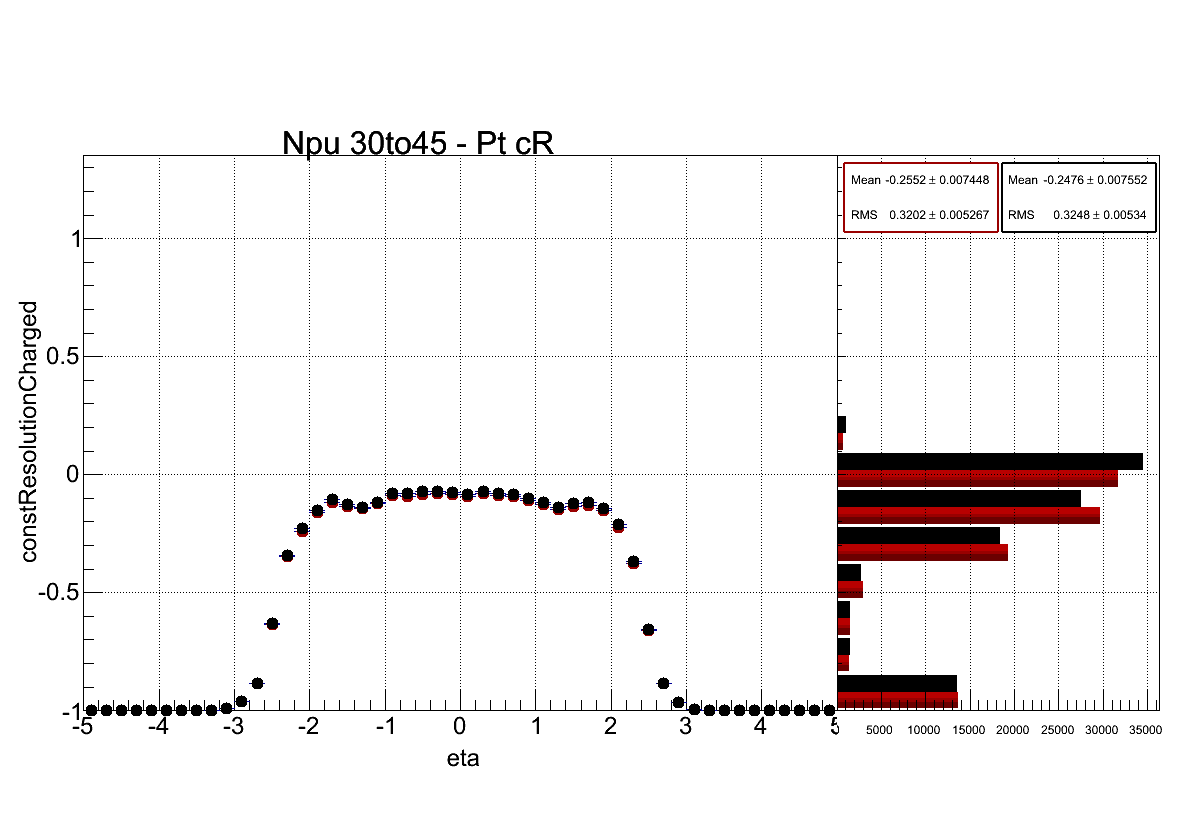 Npu 30to45 - Pt cR
Mean -0.2552 ± 0.007448
RMS 0.3202 ± 0.005267
Mean -0.2476 ± 0.007552
RMS 0.3248 ± 0.00534
constResolutionCharged
1
0.5
0
-0.5
-1
-5 -4 -3 -2 -1 0 1 2 3 4
5000 10000 15000 20000 25000 30000 35000
eta